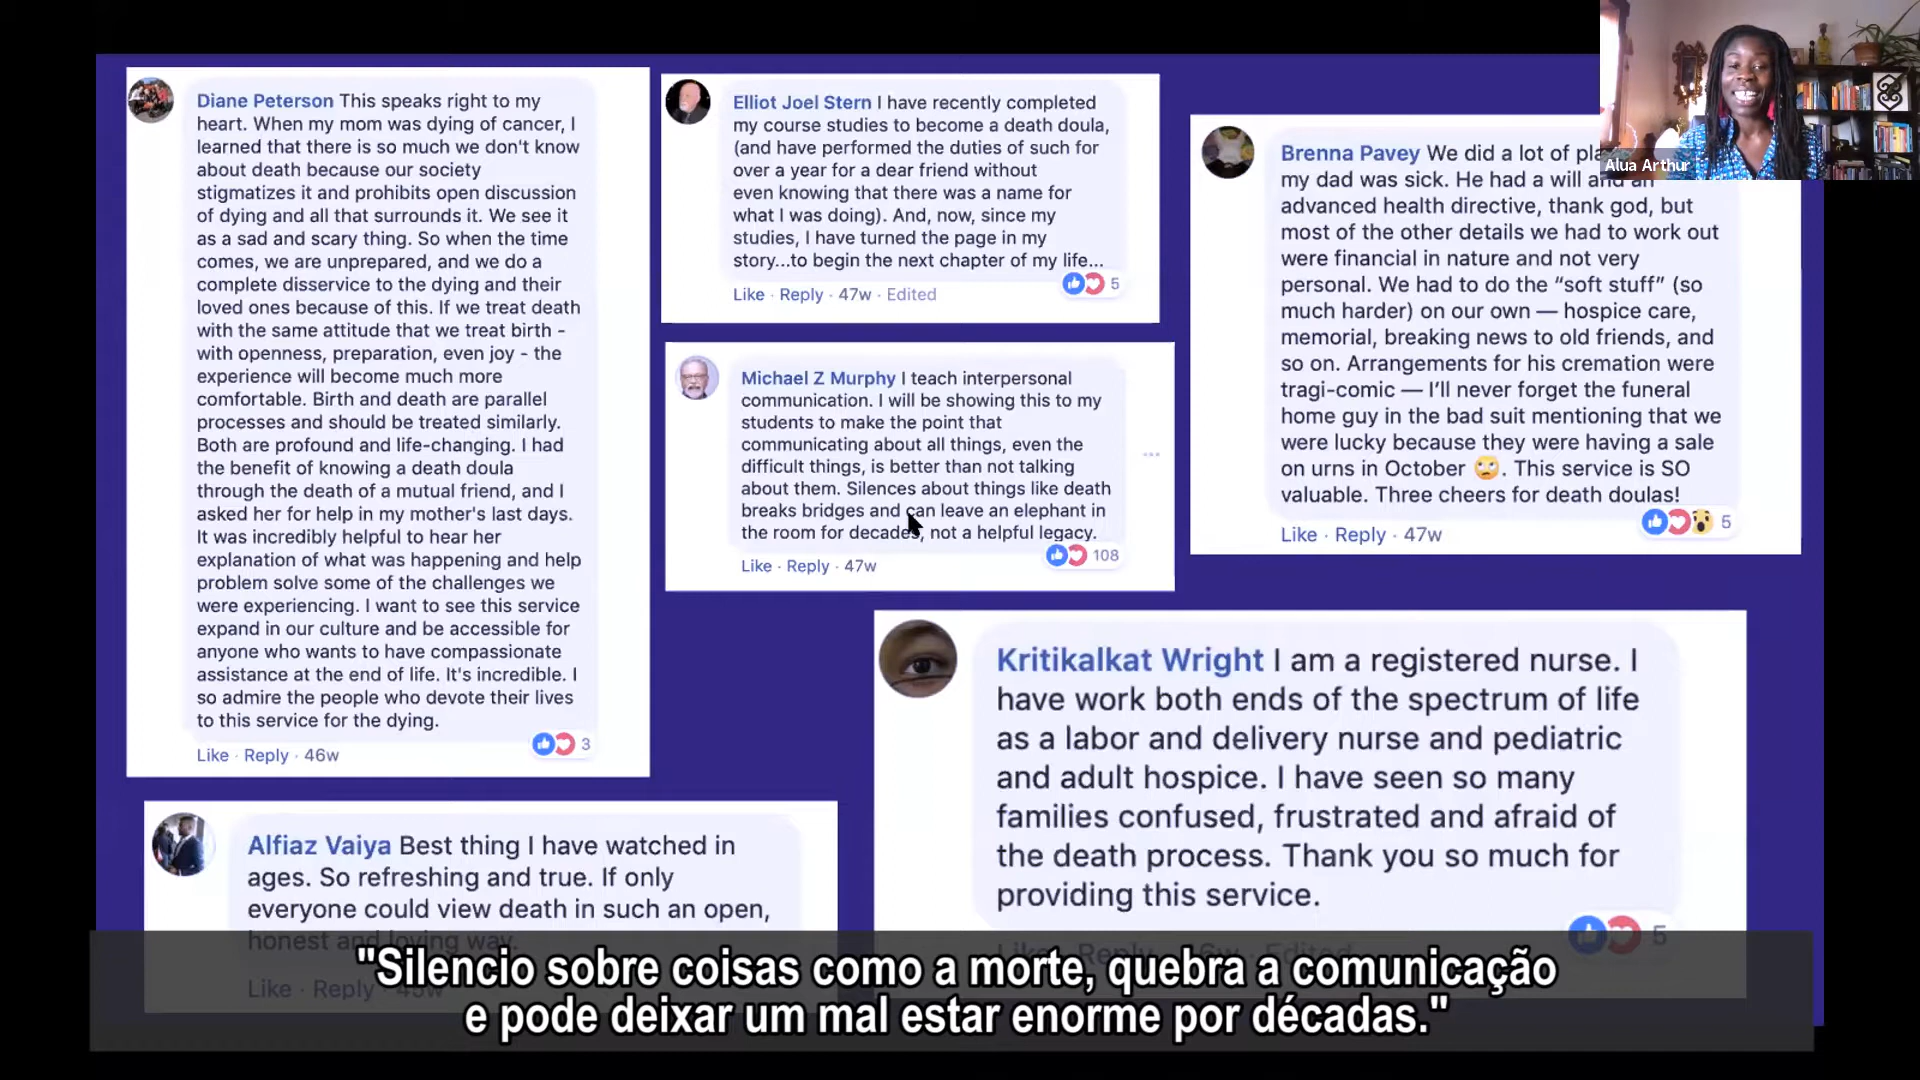 Diane Peterson This speaks right to my
heart. When my mom was dying of cancer, I
learned that there is so much we don't know
about death because our society
stigmatizes it and prohibits open discussion
of dying and all that surrounds it. We see it
as a sad and scary thing. So when the time
comes, we are unprepared, and we do a
complete disservice to the dying and their
loved ones because of this. If we treat death
with the same attitude that we treat birth -
with openness, preparation, even joy - the
experience will become much more
comfortable. Birth and death are parallel
processes and should be treated similarly.
Both are profound and life-changing. I had
the benefit of knowing a death doula
through the death of a mutual friend, and I
asked her for help in my mother's last days.
It was incredibly helpful to hear her
explanation of what was happening and help
problem solve some of the challenges we
were experiencing. I want to see this service
expand in our culture and be accessible for
anyone who wants to have compassionate
assistance at the end of life. It's incredible. I
so admire the people who devote their lives
to this service for the dying.
3
Like · Reply · 46w
Elliot Joel Stern I have recently completed
my course studies to become a death doula,
(and have performed the duties of such for
over a year for a dear friend without
even knowing that there was a name for
what I was doing). And, now, since my
studies, I have turned the page in my
story...to begin the next chapter of my life...
5
Like · Reply · 47w · Edited
Michael Z Murphy I teach interpersonal
communication. I will be showing this to my
students to make the point that
communicating about all things, even the
difficult things, is better than not talking
about them. Silences about things like death
breaks bridges and can leave an elephant in
the room for decades, not a helpful legacy.
108
Like · Reply · 47w
Alua Arthur
Brenna Pavey We did a lot of
my dad was sick. He had a will and an
advanced health directive, thank god, but
most of the other details we had to work out
were financial in nature and not very
personal. We had to do the “soft stuff” (so
much harder) on our own — hospice care,
memorial, breaking news to old friends, and
so on. Arrangements for his cremation were
tragi-comic — I’ll never forget the funeral
home guy in the bad suit mentioning that we
were lucky because they were having a sale
on urns in October 🙄. This service is SO
valuable. Three cheers for death doulas!
5
Like · Reply · 47w
Kritikalkat Wright I am a registered nurse. I
have work both ends of the spectrum of life
as a labor and delivery nurse and pediatric
and adult hospice. I have seen so many
families confused, frustrated and afraid of
the death process. Thank you so much for
providing this service.
5
Like · Reply · Edited
Alfiaz Vaiya Best thing I have watched in
ages. So refreshing and true. If only
everyone could view death in such an open,
honest and loving way.
Like · Reply
"Silencio sobre coisas como a morte, quebra a comunicação
e pode deixar um mal estar enorme por décadas."